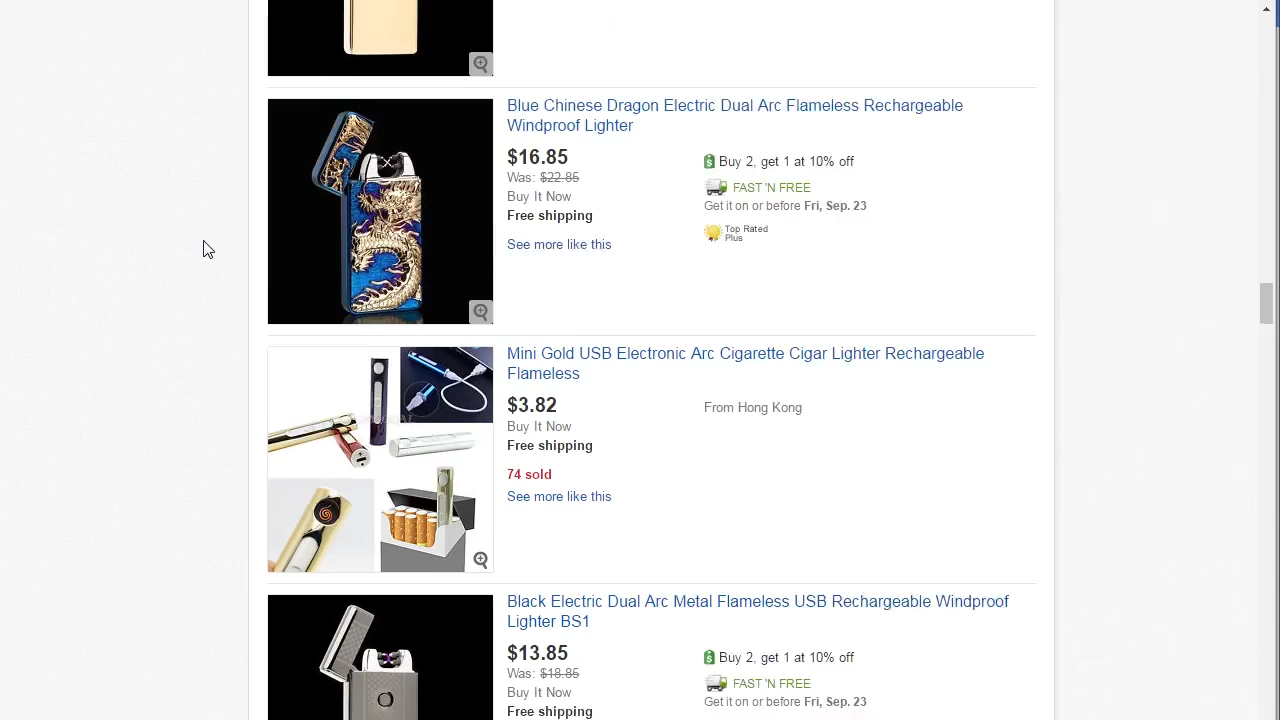 Blue Chinese Dragon Electric Dual Arc Flameless Rechargeable
Windproof Lighter
$16.85
Was: $22.85
Buy It Now
Free shipping
See more like this
Buy 2, get 1 at 10% off
FAST 'N FREE
Get it on or before Fri, Sep. 23
Top Rated
Plus
Mini Gold USB Electronic Arc Cigarette Cigar Lighter Rechargeable
Flameless
$3.82
Buy It Now
Free shipping
74 sold
See more like this
From Hong Kong
Black Electric Dual Arc Metal Flameless USB Rechargeable Windproof
Lighter BS1
$13.85
Was: $18.85
Buy It Now
Free shipping
Buy 2, get 1 at 10% off
FAST 'N FREE
Get it on or before Fri, Sep. 23